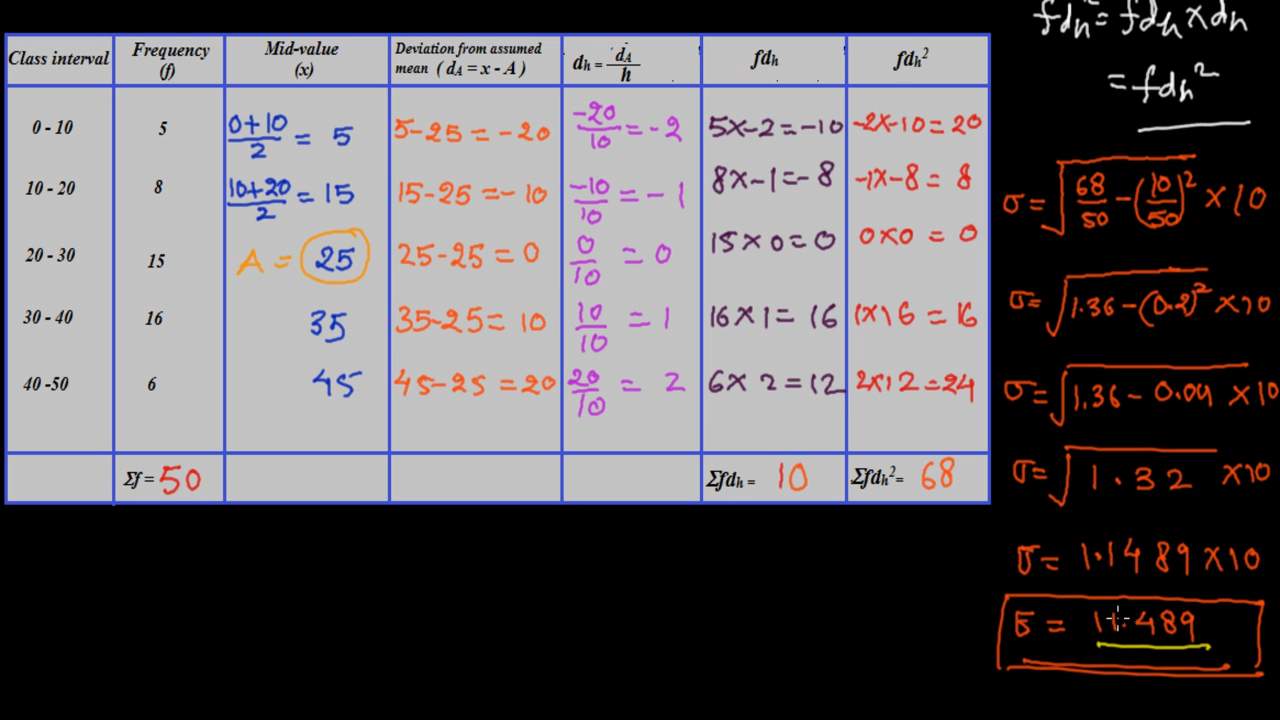 fdh² = fdh × dh
= fdh²
Class interval Frequency (f) Mid-value (x) Deviation from assumed mean ( dA = x - A ) dh = dA/h fdh fdh²
0 - 10 5 (0+10)/2 = 5 5-25 = -20 -20/10 = -2 5×-2 = -10 -2×-10 = 20
10 - 20 8 (10+20)/2 = 15 15-25 = -10 -10/10 = -1 8×-1 = -8 -1×-8 = 8
20 - 30 15 A = 25 25-25 = 0 0/10 = 0 15×0 = 0 0×0 = 0
30 - 40 16 35 35-25 = 10 10/10 = 1 16×1 = 16 1×16 = 16
40 -50 6 45 45-25 = 20 20/10 = 2 6×2 = 12 2×12 = 24
Σf = 50 Σfdh = 10 Σfdh² = 68
σ = √(68/50 - (10/50)²) × 10
σ = √(1.36 - (0.2)²) × 10
σ = √(1.36 - 0.04) × 10
σ = √1.32 × 10
σ = 1.1489 × 10
σ = 11.489